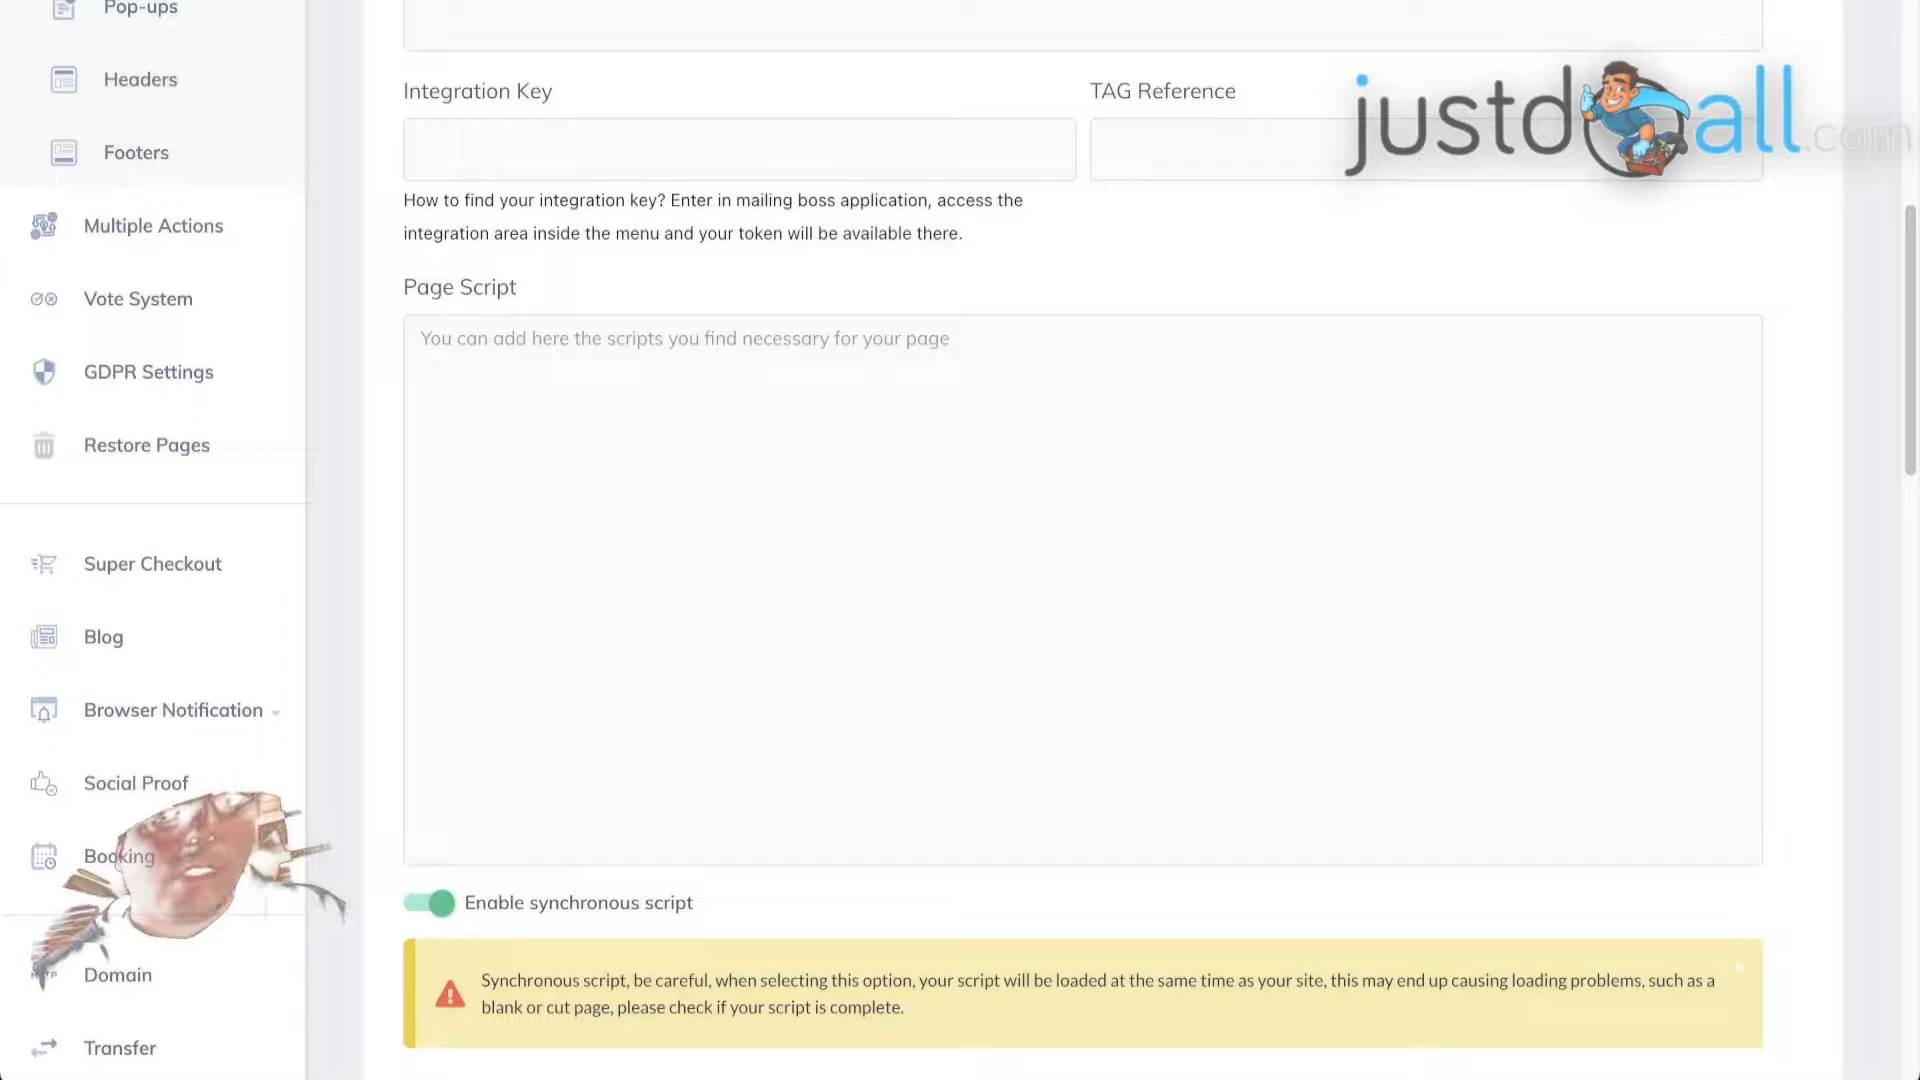 Pop-ups
Headers
Footers
Multiple Actions
Vote System
GDPR Settings
Restore Pages
Super Checkout
Blog
Browser Notification
Social Proof
Booking
Domain
Transfer
Integration Key
TAG Reference
justdoall.com
How to find your integration key? Enter in mailing boss application, access the
integration area inside the menu and your token will be available there.
Page Script
You can add here the scripts you find necessary for your page
Enable synchronous script
Synchronous script, be careful, when selecting this option, your script will be loaded at the same time as your site, this may end up causing loading problems, such as a
blank or cut page, please check if your script is complete.